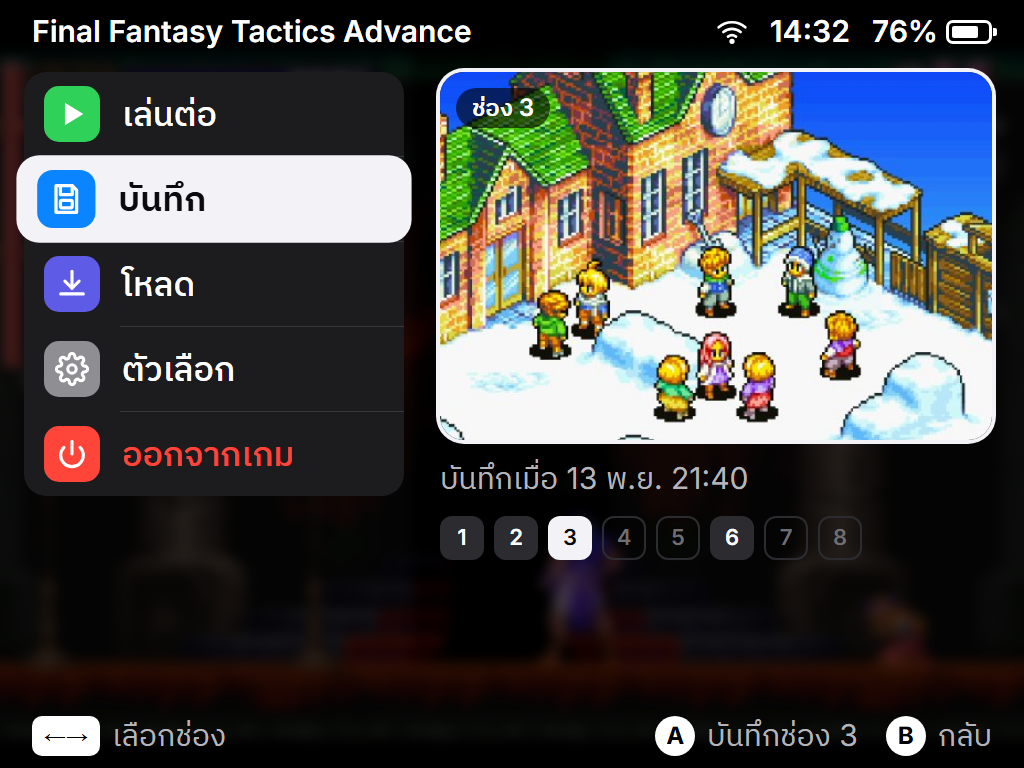 Final Fantasy Tactics Advance 14:32 76%
เล่นต่อ
บันทึก
โหลด
ตัวเลือก
ออกจากเกม
ช่อง 3
บันทึกเมื่อ 13 พ.ย. 21:40
1 2 3 4 5 6 7 8
←→ เลือกช่อง
A บันทึกช่อง 3 B กลับ